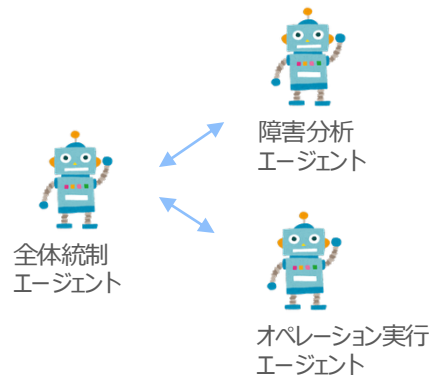 障害分析
エージェント
全体統制
エージェント
オペレーション実行
エージェント